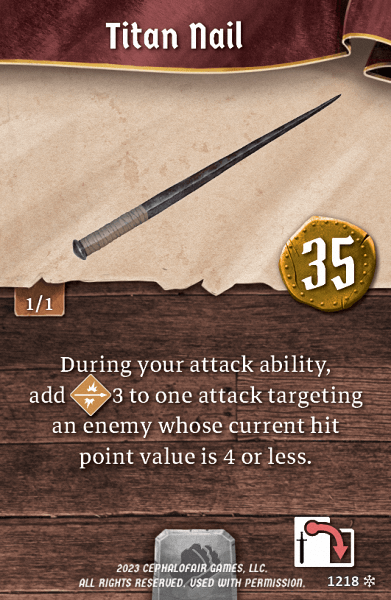 Titan Nail
35
1/1
During your attack ability,
add 3 to one attack targeting
an enemy whose current hit
point value is 4 or less.
2023 CEPHALOFAIR GAMES, LLC.
ALL RIGHTS RESERVED. USED WITH PERMISSION.
1218